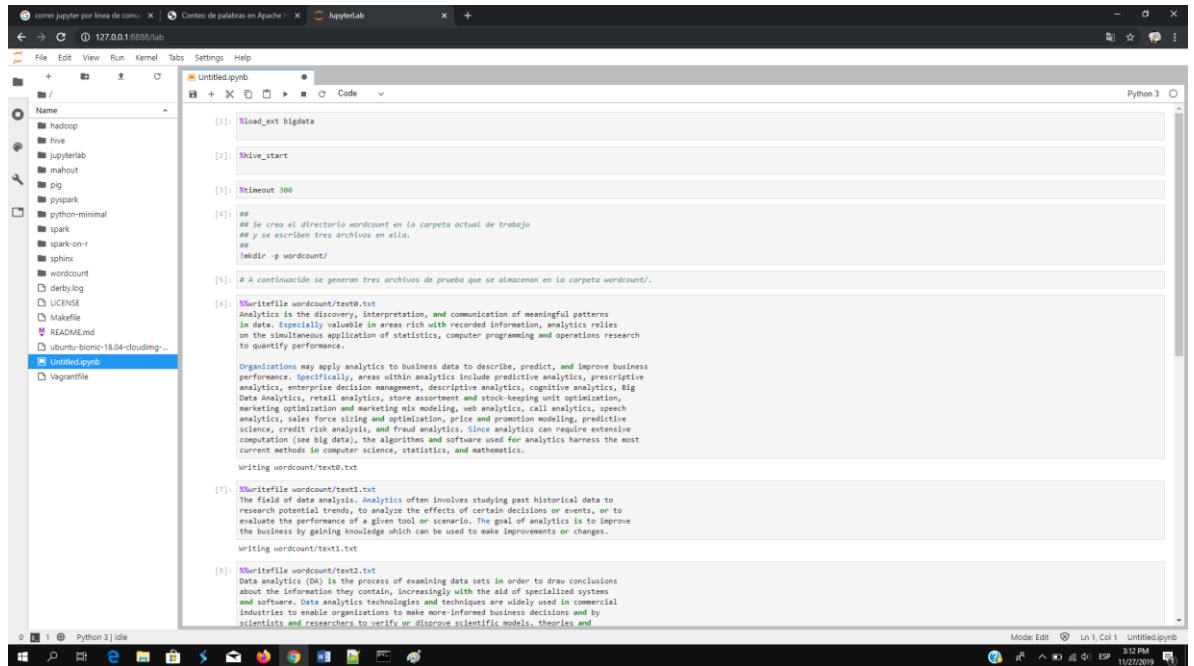 correr jupyter por linea de coma
Conteo de palabras en Apache H
JupyterLab
127.0.0.1:8888/lab
File Edit View Run Kernel Tabs Settings Help
Untitled.ipynb
Code
Python 3
/
Name
hadoop
hive
jupyterlab
mahout
pig
pyspark
python-minimal
spark
spark-on-r
sphinx
wordcount
derby.log
LICENSE
Makefile
README.md
ubuntu-bionic-18.04-cloudimg-...
Untitled.ipynb
Vagrantfile
[1]: %load_ext bigdata
[2]: %hive_start
[3]: %timeout 300
[4]: ##
## Se crea el directorio wordcount en la carpeta actual de trabajo
## y se escriben tres archivos en ella.
##
!mkdir -p wordcount/
[5]: # A continuación se generan tres archivos de prueba que se almacenan en la carpeta wordcount/.
[6]: %%writefile wordcount/text0.txt
Analytics is the discovery, interpretation, and communication of meaningful patterns
in data. Especially valuable in areas rich with recorded information, analytics relies
on the simultaneous application of statistics, computer programming and operations research
to quantify performance.
Organizations may apply analytics to business data to describe, predict, and improve business
performance. Specifically, areas within analytics include predictive analytics, prescriptive
analytics, enterprise decision management, descriptive analytics, cognitive analytics, Big
Data Analytics, retail analytics, store assortment and stock-keeping unit optimization,
marketing optimization and marketing mix modeling, web analytics, call analytics, speech
analytics, sales force sizing and optimization, price and promotion modeling, predictive
science, credit risk analysis, and fraud analytics. Since analytics can require extensive
computation (see big data), the algorithms and software used for analytics harness the most
current methods in computer science, statistics, and mathematics.
Writing wordcount/text0.txt
[7]: %%writefile wordcount/text1.txt
The field of data analysis. Analytics often involves studying past historical data to
research potential trends, to analyze the effects of certain decisions or events, or to
evaluate the performance of a given tool or scenario. The goal of analytics is to improve
the business by gaining knowledge which can be used to make improvements or changes.
Writing wordcount/text1.txt
[8]: %%writefile wordcount/text2.txt
Data analytics (DA) is the process of examining data sets in order to draw conclusions
about the information they contain, increasingly with the aid of specialized systems
and software. Data analytics technologies and techniques are widely used in commercial
industries to enable organizations to make more-informed business decisions and by
scientists and researchers to verify or disprove scientific models, theories and
0 1 Python 3 | Idle
Mode: Edit Ln 1, Col 1 Untitled.ipynb
ESP
3:12 PM
11/27/2019